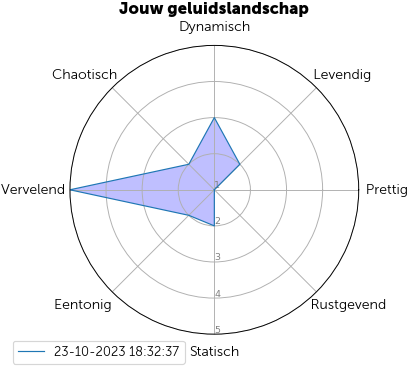 Jouw geluidslandschap
Dynamisch
Chaotisch
Levendig
Vervelend
1
Prettig
2
3
Eentonig
4
Rustgevend
5
23-10-2023 18:32:37
Statisch